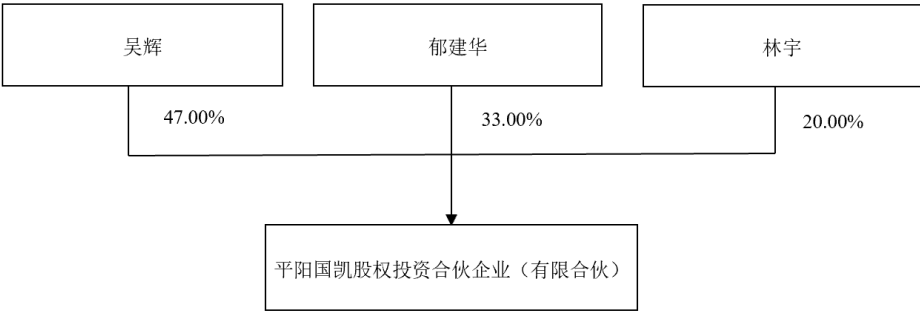 吴辉
郁建华
林宇
47.00%
33.00%
20.00%
平阳国凯股权投资合伙企业（有限合伙）